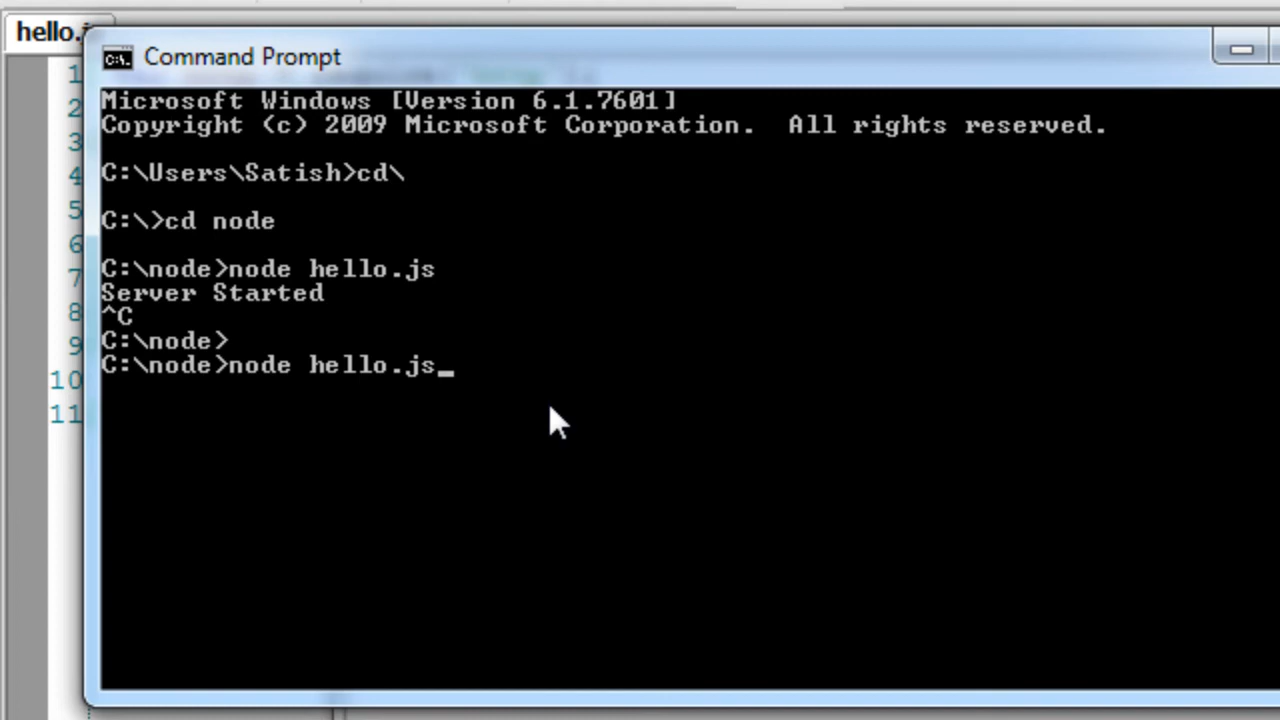 hello.j
Command Prompt
1
2
3
4
5
6
7
8
9
10
11
Microsoft Windows [Version 6.1.7601]
Copyright (c) 2009 Microsoft Corporation.  All rights reserved.
C:\Users\Satish>cd\
C:\>cd node
C:\node>node hello.js
Server Started
^C
C:\node>
C:\node>node hello.js_